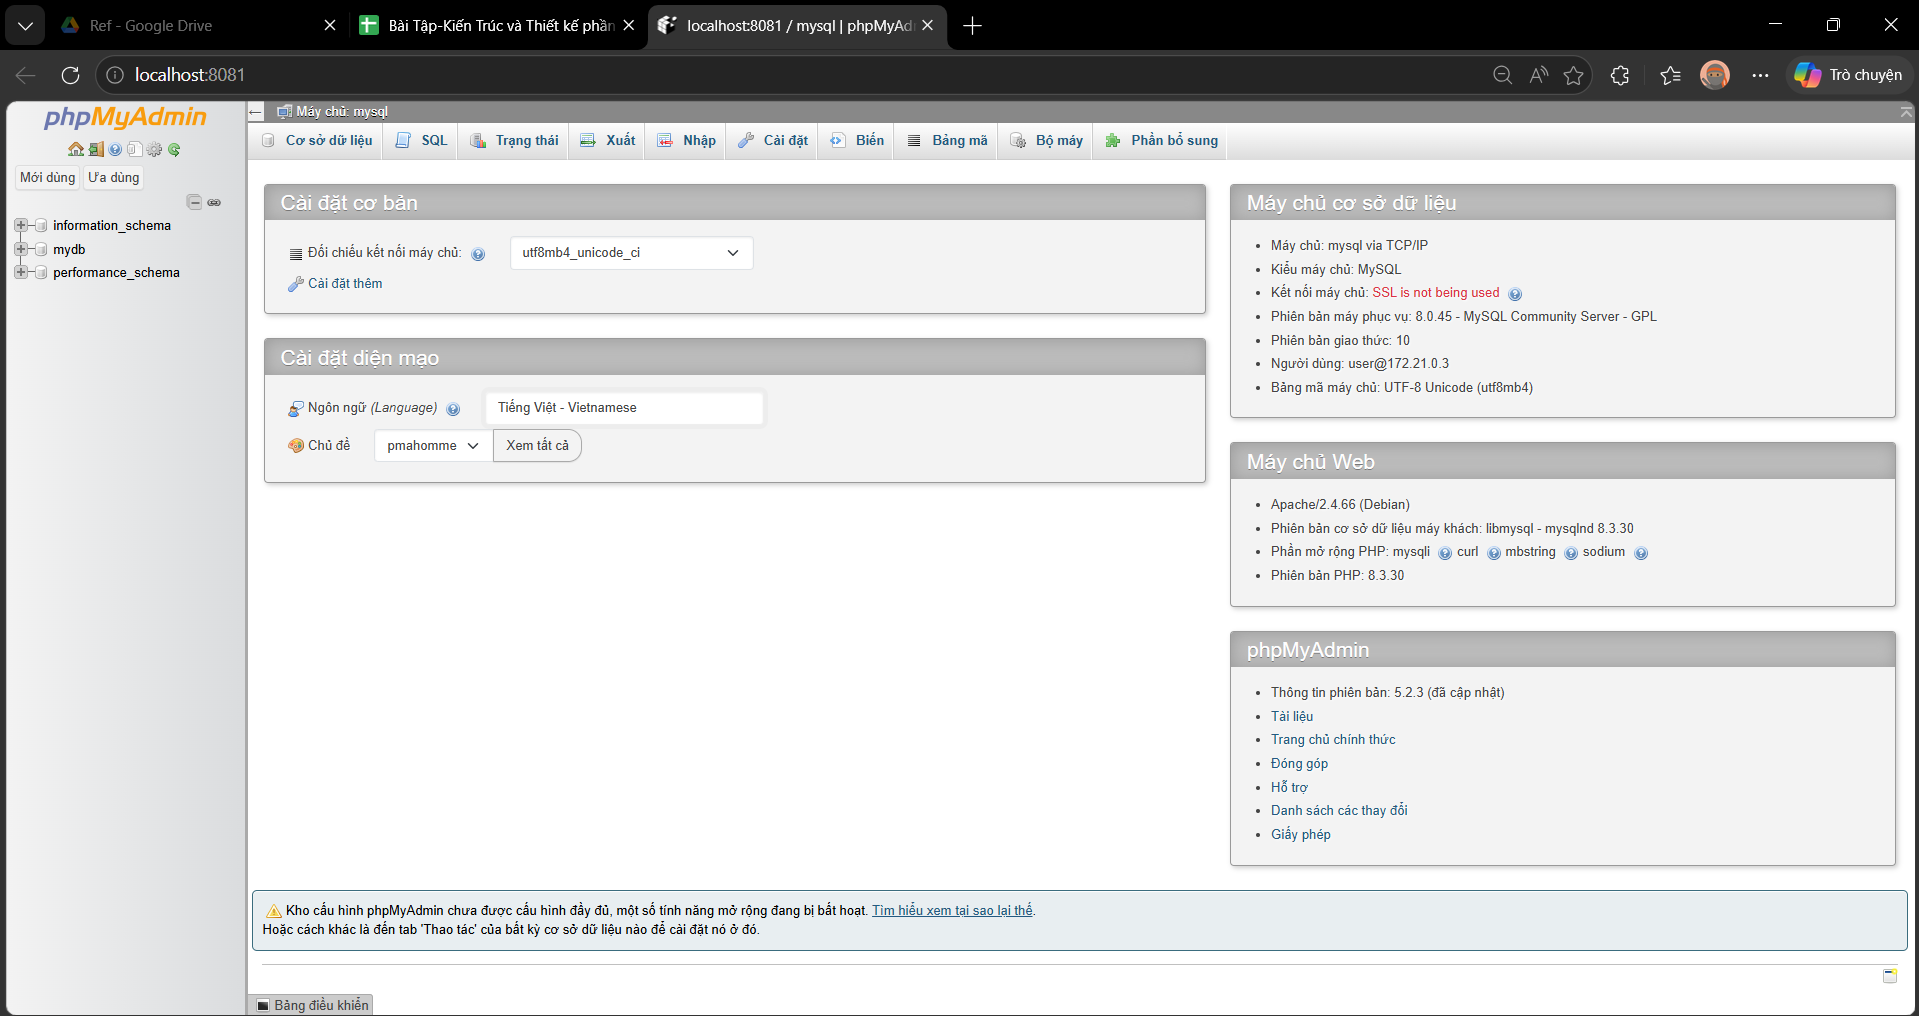 Ref - Google Drive
Bài Tập-Kiến Trúc và Thiết kế phần
localhost:8081 / mysql | phpMyAd
localhost:8081
Trò chuyện
phpMyAdmin
Mới dùng
Ưa dùng
information_schema
mydb
performance_schema
Máy chủ: mysql
Cơ sở dữ liệu
SQL
Trạng thái
Xuất
Nhập
Cài đặt
Biến
Bảng mã
Bộ máy
Phần bổ sung
Cài đặt cơ bản
Đối chiếu kết nối máy chủ:
utf8mb4_unicode_ci
Cài đặt thêm
Cài đặt diện mạo
Ngôn ngữ (Language)
Tiếng Việt - Vietnamese
Chủ đề
pmahomme
Xem tất cả
Máy chủ cơ sở dữ liệu
Máy chủ: mysql via TCP/IP
Kiểu máy chủ: MySQL
Kết nối máy chủ: SSL is not being used
Phiên bản máy phục vụ: 8.0.45 - MySQL Community Server - GPL
Phiên bản giao thức: 10
Người dùng: user@172.21.0.3
Bảng mã máy chủ: UTF-8 Unicode (utf8mb4)
Máy chủ Web
Apache/2.4.66 (Debian)
Phiên bản cơ sở dữ liệu máy khách: libmysql - mysqlnd 8.3.30
Phần mở rộng PHP: mysqli curl mbstring sodium
Phiên bản PHP: 8.3.30
phpMyAdmin
Thông tin phiên bản: 5.2.3 (đã cập nhật)
Tài liệu
Trang chủ chính thức
Đóng góp
Hỗ trợ
Danh sách các thay đổi
Giấy phép
Kho cấu hình phpMyAdmin chưa được cấu hình đầy đủ, một số tính năng mở rộng đang bị bất hoạt. Tìm hiểu xem tại sao lại thế.
Hoặc cách khác là đến tab 'Thao tác' của bất kỳ cơ sở dữ liệu nào để cài đặt nó ở đó.
Bảng điều khiển